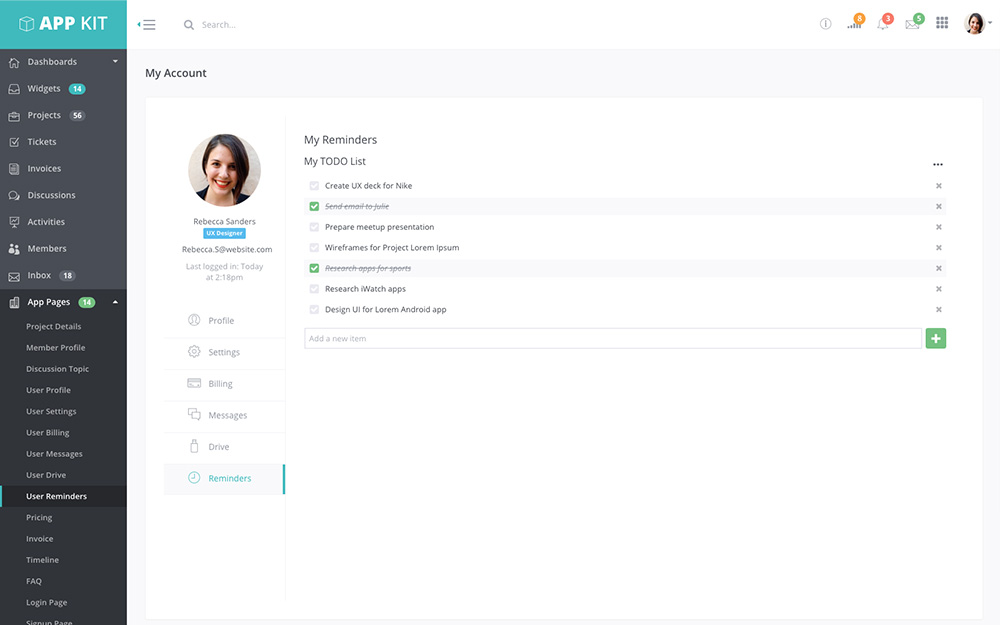 APP KIT
Search...
8
3
5
Dashboards
Widgets 14
Projects 56
Tickets
Invoices
Discussions
Activities
Members
Inbox 18
App Pages 14
Project Details
Member Profile
Discussion Topic
User Profile
User Settings
User Billing
User Messages
User Drive
User Reminders
Pricing
Invoice
Timeline
FAQ
Login Page
Signup Page
My Account
Rebecca Sanders
UX Designer
Rebecca.S@website.com
Last logged in: Today
at 2:18pm
Profile
Settings
Billing
Messages
Drive
Reminders
My Reminders
My TODO List
Create UX deck for Nike
Send email to Julie
Prepare meetup presentation
Wireframes for Project Lorem Ipsum
Research apps for sports
Research iWatch apps
Design UI for Lorem Android app
Add a new item